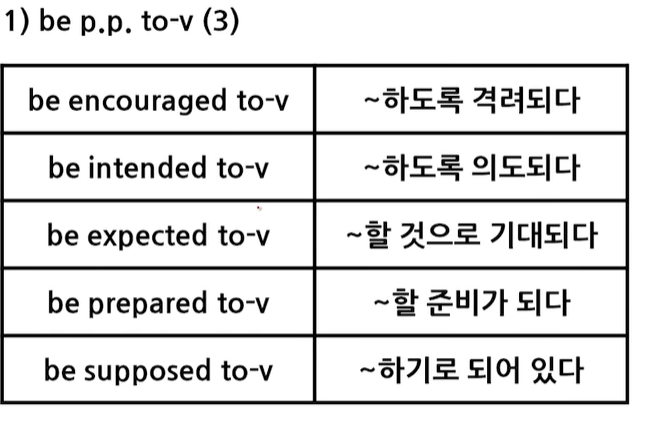 1) be p.p. to-v (3)
be encouraged to-v ~하도록 격려되다
be intended to-v ~하도록 의도되다
be expected to-v ~할 것으로 기대되다
be prepared to-v ~할 준비가 되다
be supposed to-v ~하기로 되어 있다